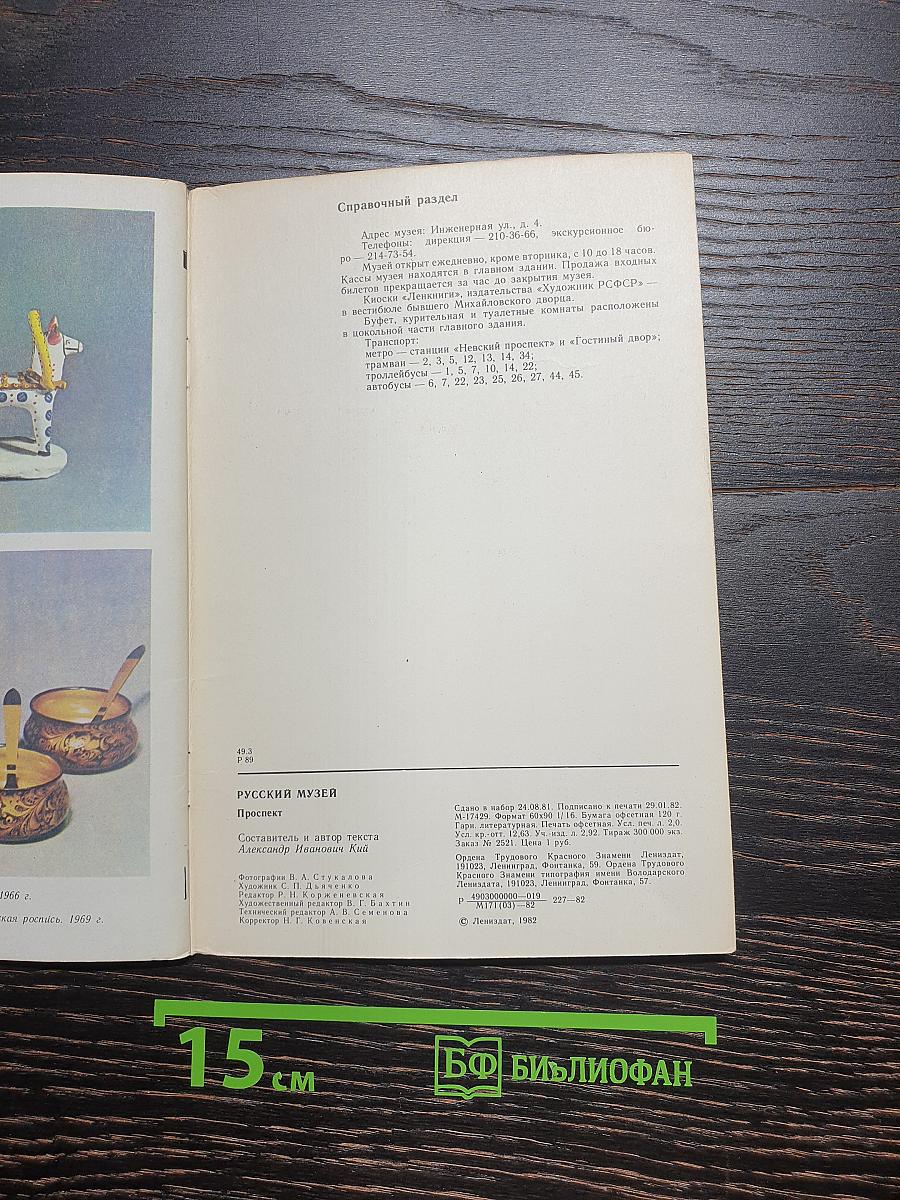 Справочный раздел
Адрес музея: Инженерная ул., д. 4.
Телефоны: дирекция — 210-36-66, экскурсионное бю-
ро — 214-73-54.
Музей открыт ежедневно, кроме вторника, с 10 до 18 часов.
Кассы музея находятся в главном здании. Продажа входных
билетов прекращается за час до закрытия музея.
Киоски «Ленкниги», издательства «Художник РСФСР» —
в вестибюле бывшего Михайловского дворца.
Буфет, курительная и туалетные комнаты расположены
в цокольной части главного здания.
Транспорт:
метро — станции «Невский проспект» и «Гостиный двор»;
трамваи — 2, 3, 5, 12, 13, 14, 34;
троллейбусы — 1, 5, 7, 10, 14, 22;
автобусы — 6, 7, 22, 23, 25, 26, 27, 44, 45.
1966 г.
кая роспись. 1969 г.
49.3
Р 89
РУССКИЙ МУЗЕЙ
Проспект
Составитель и автор текста
Александр Иванович Кий
Фотографии В. А. Стукалова
Художник С. П. Дьяченко
Редактор Р. Н. Корженевская
Художественный редактор В. Г. Бахтин
Технический редактор А. В. Семенова
Корректор Н. Г. Ковенская
Сдано в набор 24.08.81. Подписано к печати 29.01.82.
М-17429. Формат 60х90 1/16. Бумага офсетная 120 г.
Гарн. литературная. Печать офсетная. Усл. печ. л. 2,0.
Усл. кр.-отт. 12,63. Уч.-изд. л. 2,92. Тираж 300 000 экз.
Заказ № 2521. Цена 1 руб.
Ордена Трудового Красного Знамени Лениздат,
191023, Ленинград, Фонтанка, 59. Ордена Трудового
Красного Знамени типография имени Володарского
Лениздата, 191023, Ленинград, Фонтанка, 57.
Р 4903000000—019 227—82
М171(03)—82
© Лениздат, 1982
15 см
БФ БИБЛИОФАН